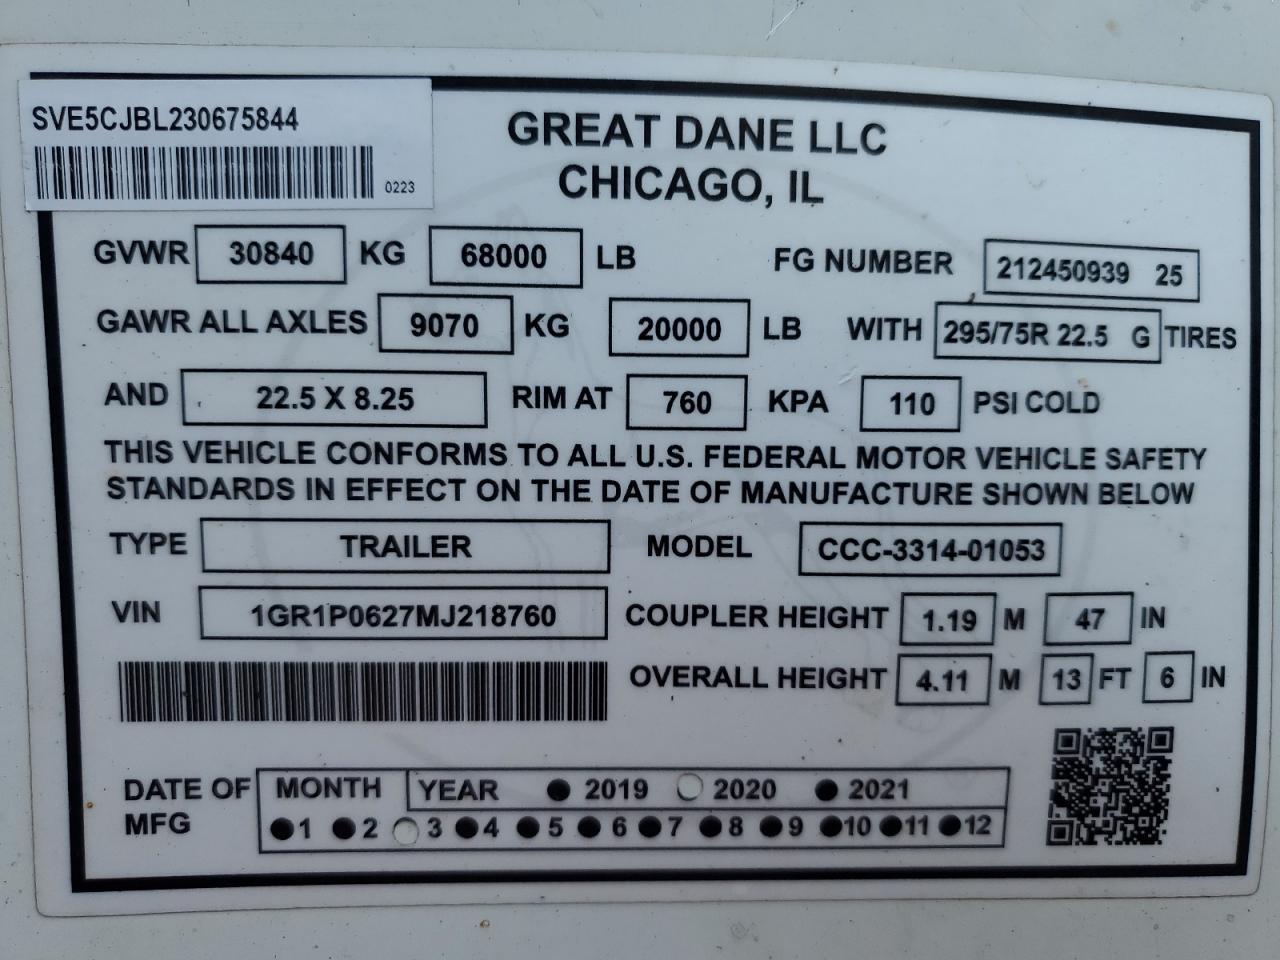 SVE5CJBL230675844
0223
GREAT DANE LLC
CHICAGO, IL
GVWR 30840 KG 68000 LB FG NUMBER 212450939 25
GAWR ALL AXLES 9070 KG 20000 LB WITH 295/75R 22.5 G TIRES
AND 22.5 X 8.25 RIM AT 760 KPA 110 PSI COLD
THIS VEHICLE CONFORMS TO ALL U.S. FEDERAL MOTOR VEHICLE SAFETY
STANDARDS IN EFFECT ON THE DATE OF MANUFACTURE SHOWN BELOW
TYPE TRAILER MODEL CCC-3314-01053
VIN 1GR1P0627MJ218760 COUPLER HEIGHT 1.19 M 47 IN
OVERALL HEIGHT 4.11 M 13 FT 6 IN
DATE OF MONTH YEAR 2019 2020 2021
MFG 1 2 3 4 5 6 7 8 9 10 11 12